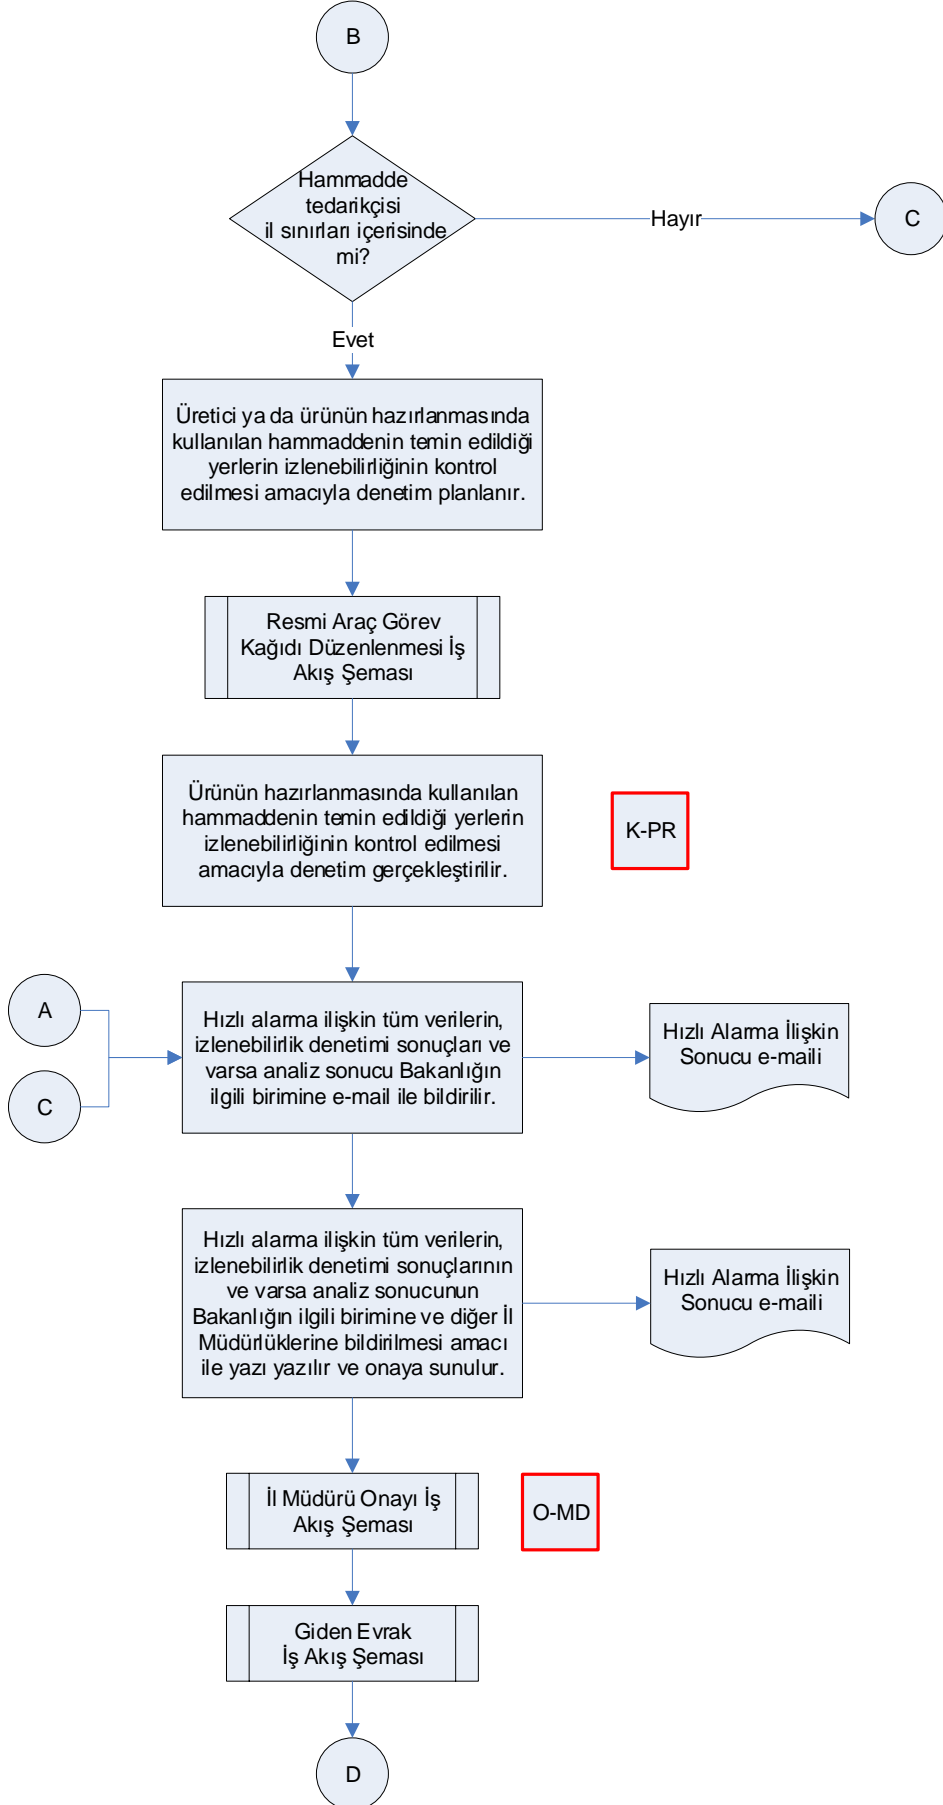 B
Hammadde
tedarikçisi
il sınırları içerisinde
mi?
Hayır
C
Evet
Üretici ya da ürünün hazırlanmasında
kullanılan hammaddenin temin edildiği
yerlerin izlenebilirliğinin kontrol
edilmesi amacıyla denetim planlanır.
Resmi Araç Görev
Kağıdı Düzenlenmesi İş
Akış Şeması
Ürünün hazırlanmasında kullanılan
hammaddenin temin edildiği yerlerin
izlenebilirliğinin kontrol edilmesi
amacıyla denetim gerçekleştirilir.
K-PR
A
C
Hızlı alarma ilişkin tüm verilerin,
izlenebilirlik denetimi sonuçları ve
varsa analiz sonucu Bakanlığın
ilgili birimine e-mail ile bildirilir.
Hızlı Alarma İlişkin
Sonucu e-maili
Hızlı alarma ilişkin tüm verilerin,
izlenebilirlik denetimi sonuçlarının
ve varsa analiz sonucunun
Bakanlığın ilgili birimine ve diğer İl
Müdürlüklerine bildirilmesi amacı
ile yazı yazılır ve onaya sunulur.
Hızlı Alarma İlişkin
Sonucu e-maili
İl Müdürü Onayı İş
Akış Şeması
O-MD
Giden Evrak
İş Akış Şeması
D